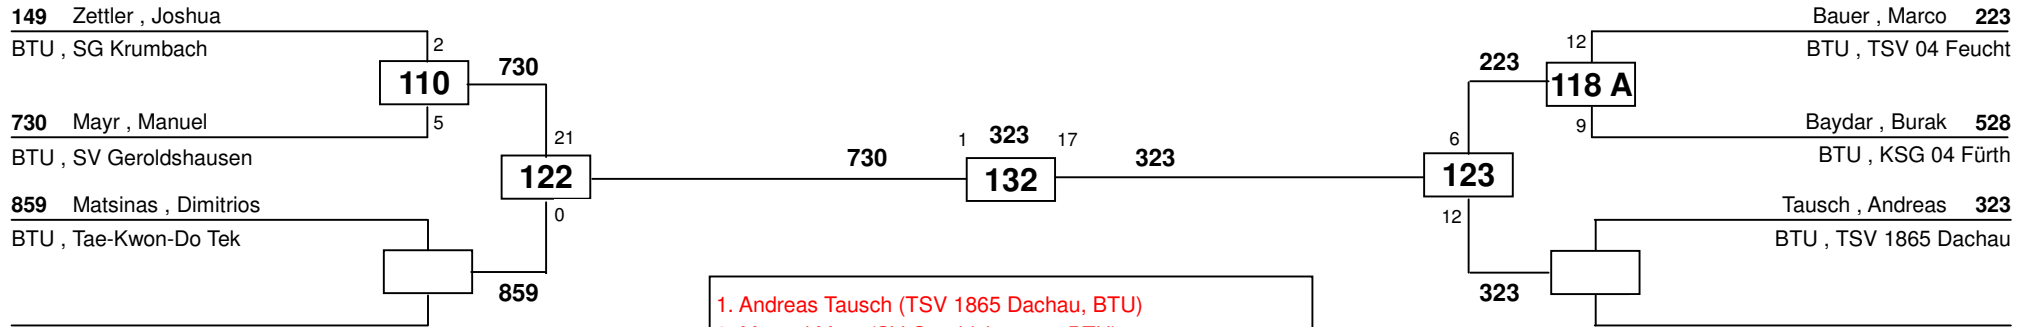 149 Zettler , Joshua
BTU , SG Krumbach
2
110
730
5
730 Mayr , Manuel
BTU , SV Geroldshausen
21
122
0
859 Matsinas , Dimitrios
BTU , Tae-Kwon-Do Tek
859
730
1 323 17
132
323
Bauer , Marco 223
BTU , TSV 04 Feucht
12
223
118 A
9
Baydar , Burak 528
BTU , KSG 04 Fürth
6
123
12
Tausch , Andreas 323
BTU , TSV 1865 Dachau
323
1. Andreas Tausch (TSV 1865 Dachau, BTU)